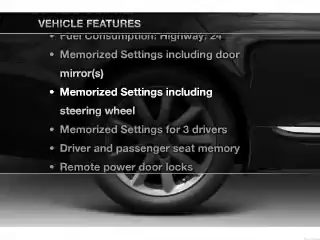 VEHICLE FEATURES
• Fuel Consumption: Highway: 24
• Memorized Settings including door
mirror(s)
• Memorized Settings including
steering wheel
• Memorized Settings for 3 drivers
• Driver and passenger seat memory
• Remote power door locks